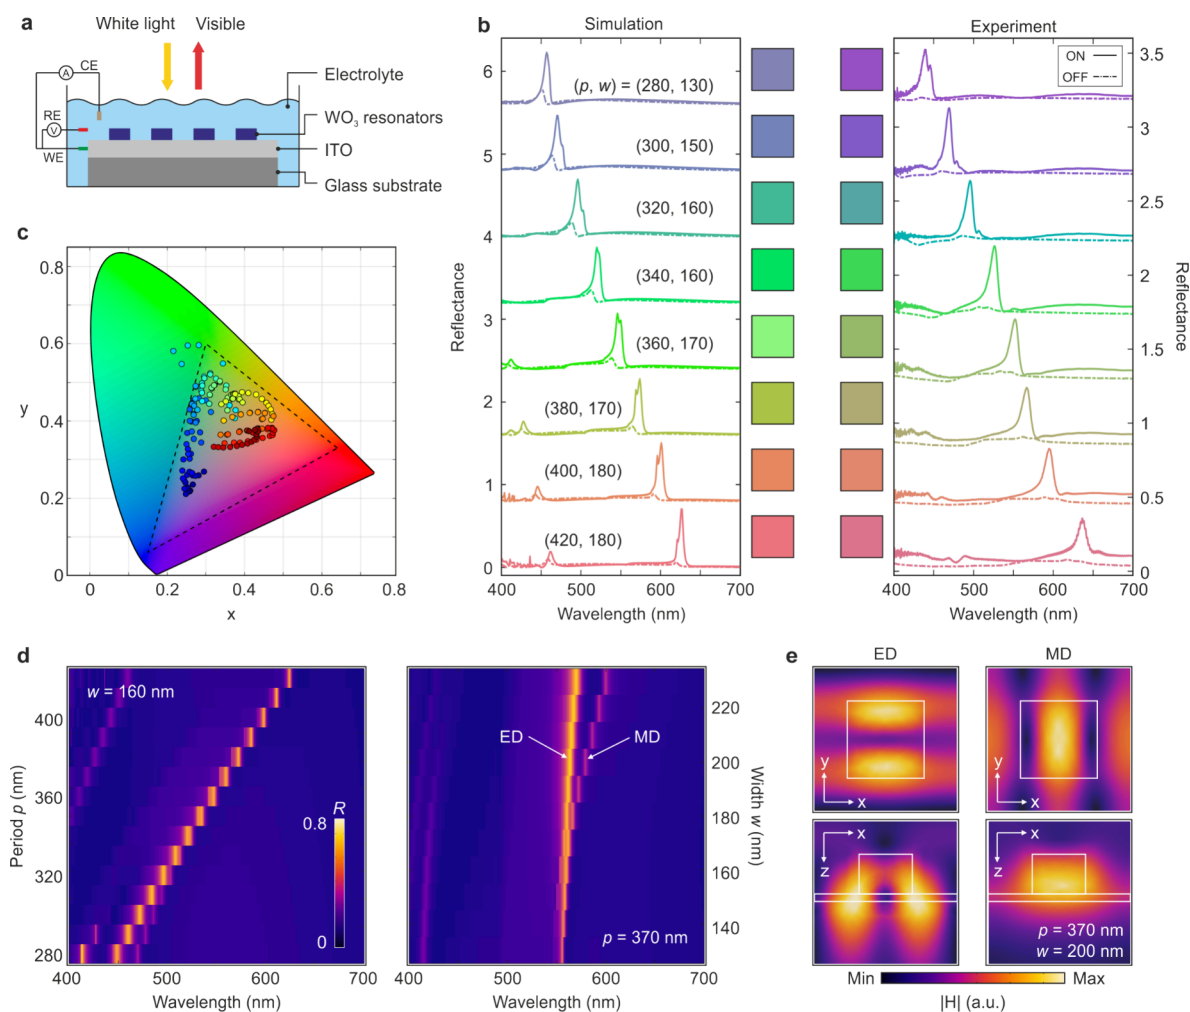 a
White light
Visible
A
CE
Electrolyte
RE
V
WO3 resonators
WE
ITO
Glass substrate
b
Simulation
Experiment
ON
OFF
(p, w) = (280, 130)
(300, 150)
(320, 160)
(340, 160)
(360, 170)
(380, 170)
(400, 180)
(420, 180)
6
5
4
3
2
1
0
Reflectance
400
500
600
700
Wavelength (nm)
3.5
3
2.5
2
1.5
1
0.5
0
Reflectance
400
500
600
700
Wavelength (nm)
c
0.8
0.6
0.4
0.2
0
y
0
0.2
0.4
0.6
0.8
x
d
w = 160 nm
400
360
320
280
Period p (nm)
R
0.8
0
400
500
600
700
Wavelength (nm)
ED
MD
p = 370 nm
220
200
180
160
140
Width w (nm)
400
500
600
700
Wavelength (nm)
e
ED
MD
y
x
y
x
x
z
x
z
p = 370 nm
w = 200 nm
Min
Max
|H| (a.u.)